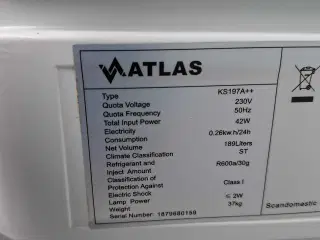 ATLAS
Type KS197A++
Quota Voltage 230V
Quota Frequency 50Hz
Total Input Power 42W
Electricity
Consumption 0.26kw.h/24h
Net Volume 189Liters
Climate Classification ST
Refrigerant and
Inject Amount R600a/30g
Classification of
Protection Against
Electric Shock Class I
Lamp Power ≤ 2W
Weight 37kg
Serial Number: 1879680199
Scandomestic